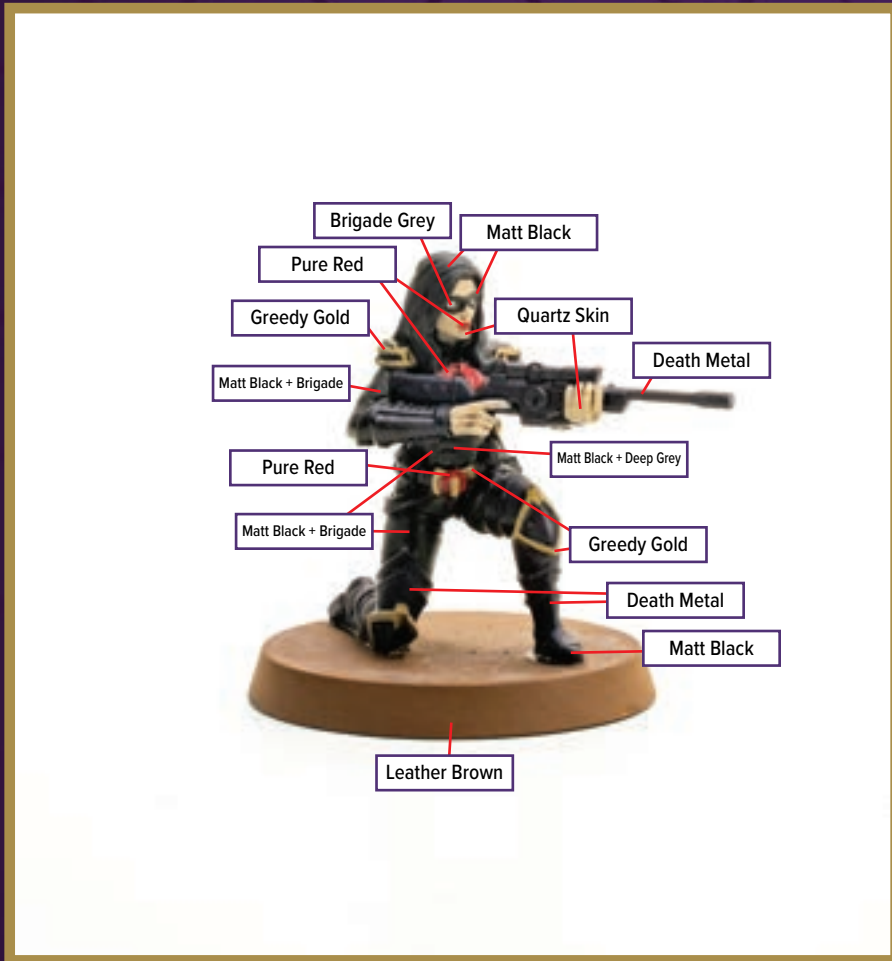 Brigade Grey
Matt Black
Pure Red
Quartz Skin
Greedy Gold
Death Metal
Matt Black + Brigade
Matt Black + Deep Grey
Pure Red
Matt Black + Brigade
Greedy Gold
Death Metal
Matt Black
Leather Brown